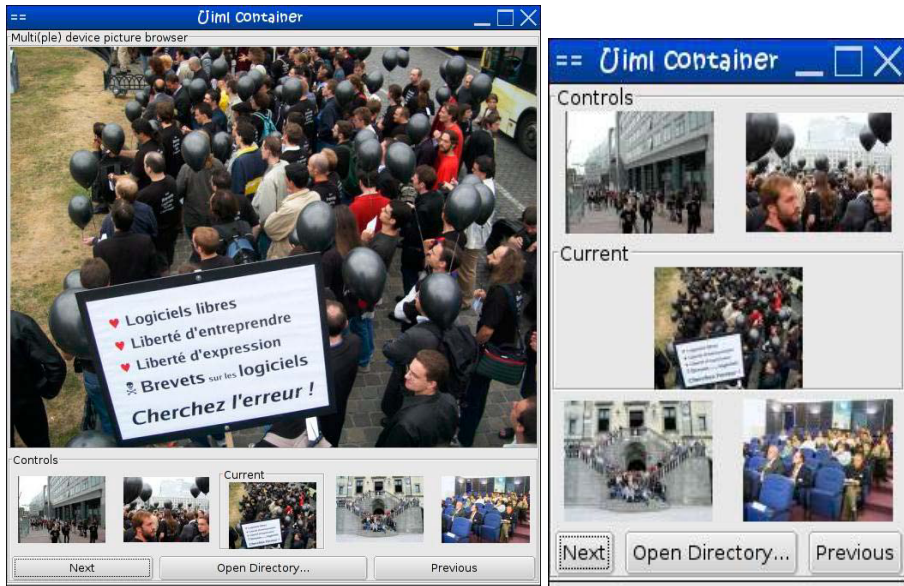 Uiml Container
Multi(ple) device picture browser
Logiciels libres
Liberté d'entreprendre
Liberté d'expression
Brevets sur les logiciels
Cherchez l'erreur !
Controls
Current
Next
Open Directory...
Previous
Uiml Container
Controls
Current
Next
Open Directory...
Previous